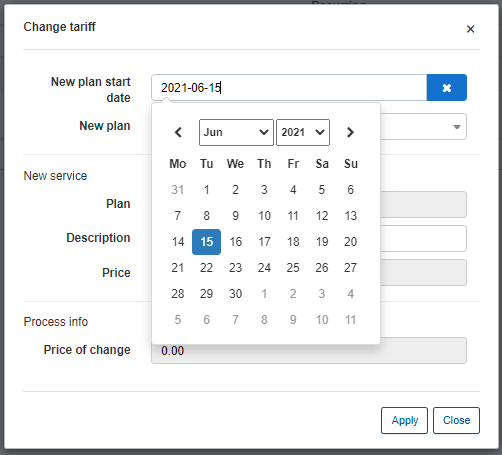 Change tariff ×
New plan start
date
2021-06-15
New plan
Jun 2021
Mo Tu We Th Fr Sa Su
31 1 2 3 4 5 6
7 8 9 10 11 12 13
14 15 16 17 18 19 20
21 22 23 24 25 26 27
28 29 30 1 2 3 4
5 6 7 8 9 10 11
New service
Plan
Description
Price
Process info
Price of change 0.00
Apply Close